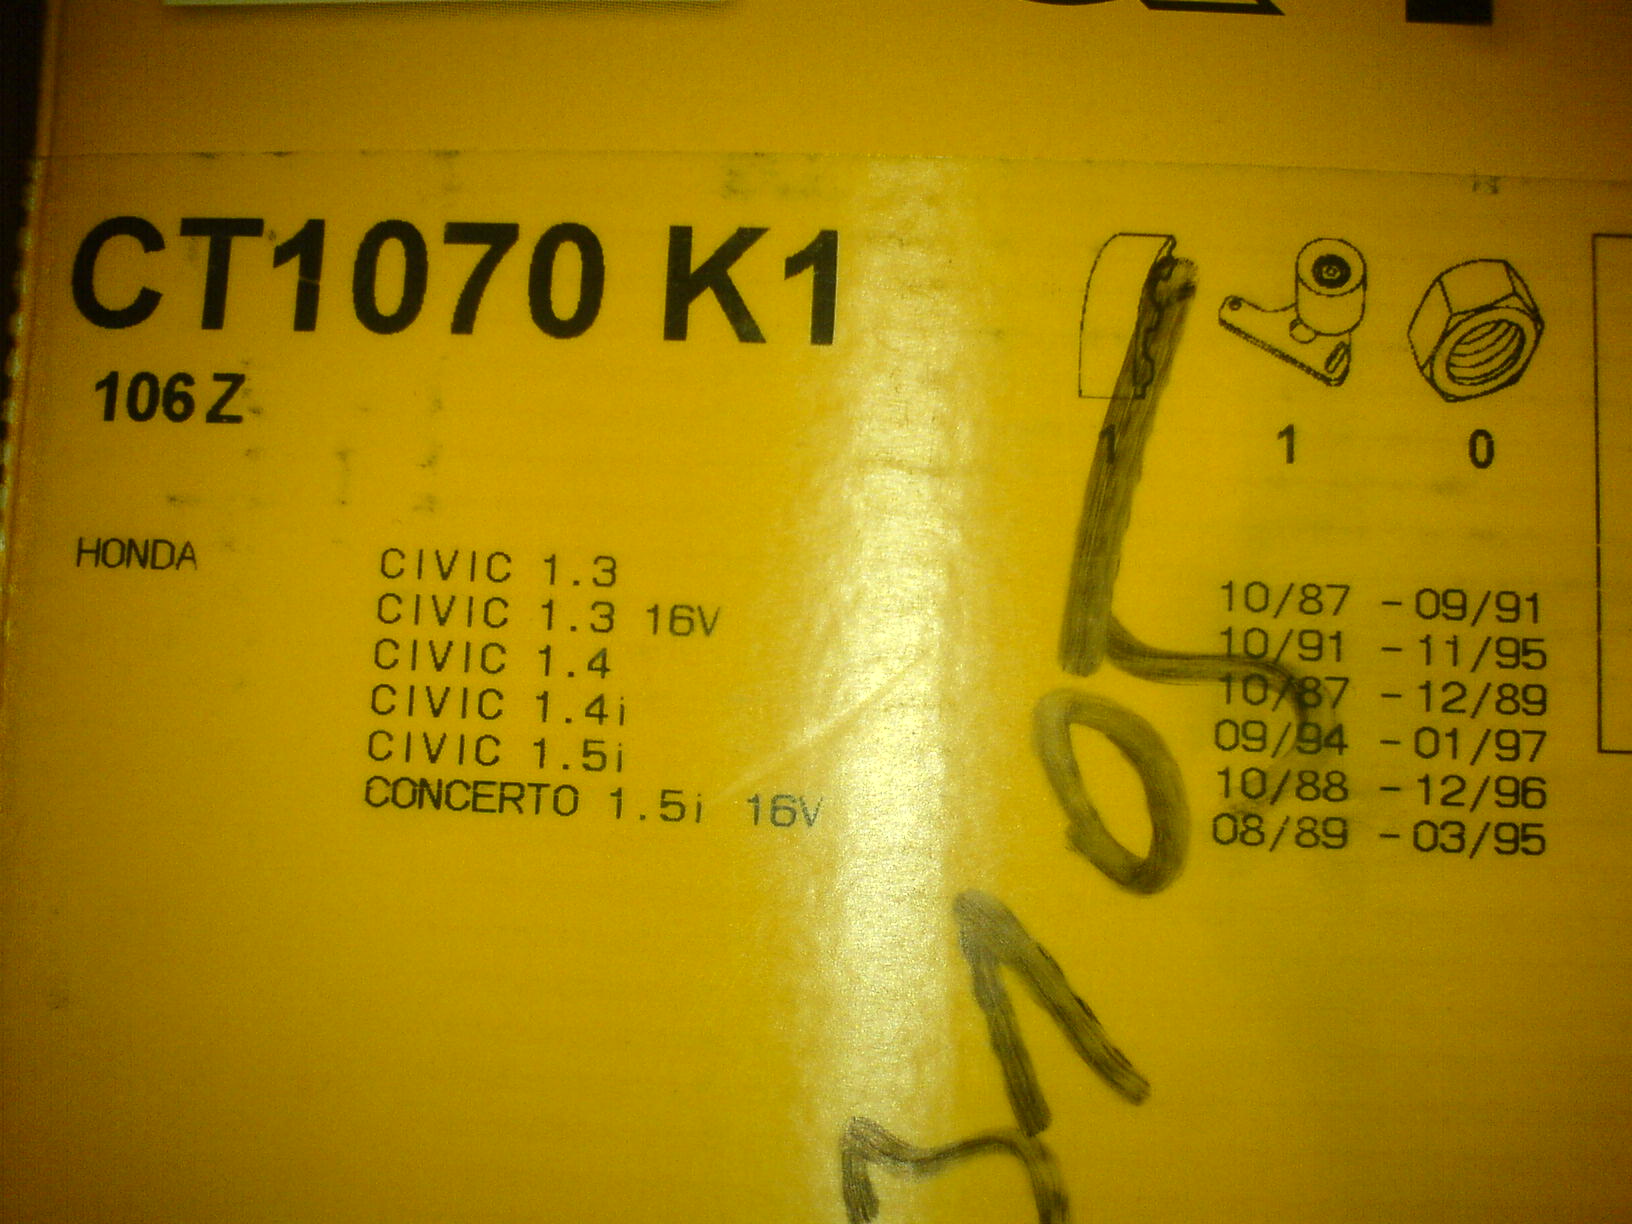 CT1070 K1
106 Z
1 1 0
HONDA CIVIC 1.3 10/87 - 09/91
CIVIC 1.3 16V 10/91 - 11/95
CIVIC 1.4 10/87 - 12/89
CIVIC 1.4i 09/94 - 01/97
CIVIC 1.5i 10/88 - 12/96
CONCERTO 1.5i 16V 08/89 - 03/95